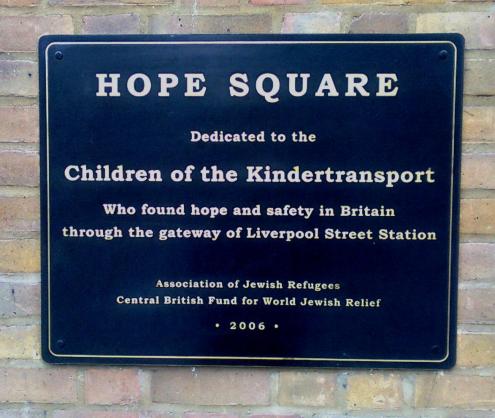 HOPE SQUARE
Dedicated to the
Children of the Kindertransport
Who found hope and safety in Britain
through the gateway of Liverpool Street Station
Association of Jewish Refugees
Central British Fund for World Jewish Relief
• 2006 •